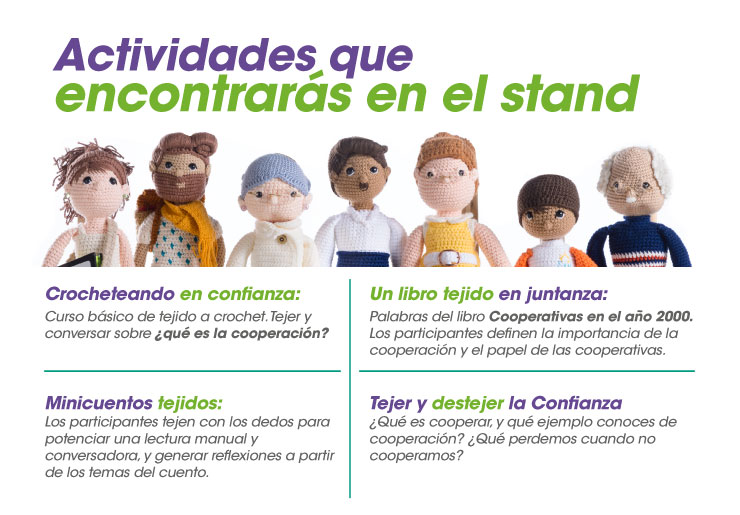 Actividades que
encontrarás en el stand
Crocheteando en confianza:
Curso básico de tejido a crochet. Tejer y
conversar sobre ¿qué es la cooperación?
Un libro tejido en juntanza:
Palabras del libro Cooperativas en el año 2000.
Los participantes definen la importancia de la
cooperación y el papel de las cooperativas.
Minicuentos tejidos:
Los participantes tejen con los dedos para
potenciar una lectura manual y
conversadora, y generar reflexiones a partir
de los temas del cuento.
Tejer y destejer la Confianza
¿Qué es cooperar, y qué ejemplo conoces de
cooperación? ¿Qué perdemos cuando no
cooperamos?